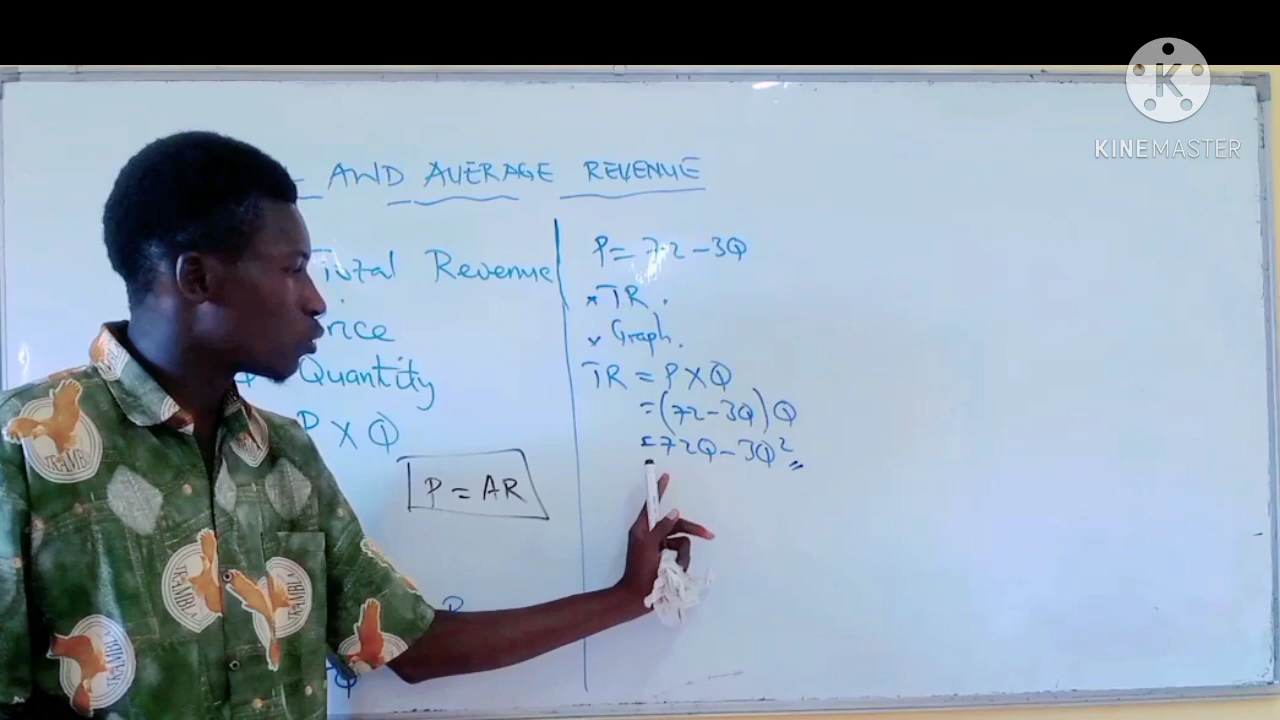 KINEMASTER
AND AVERAGE REVENUE
Total Revenue
rice
Quantity
P X Q
P = AR
P = 72 - 3Q
* TR.
* Graph.
TR = P X Q
= (72 - 3Q) Q
= 72Q - 3Q²